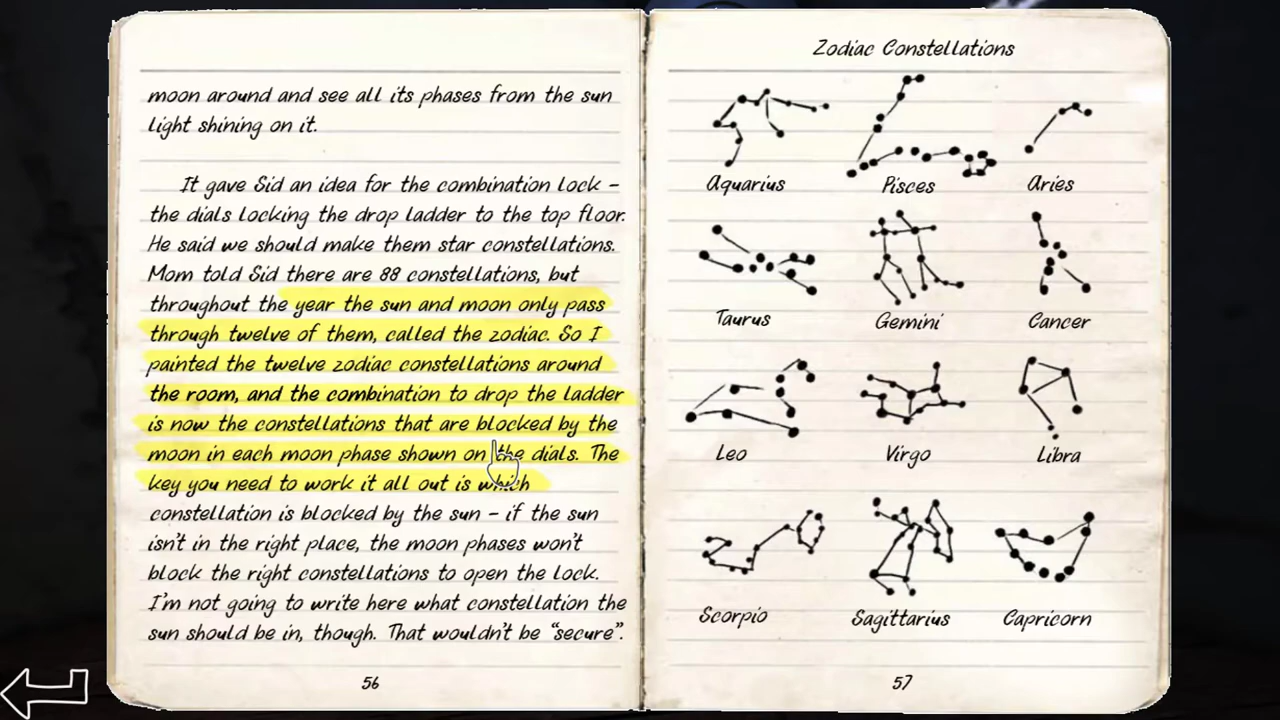 moon around and see all its phases from the sun
light shining on it.
It gave Sid an idea for the combination lock –
the dials locking the drop ladder to the top floor.
He said we should make them star constellations.
Mom told Sid there are 88 constellations, but
throughout the year the sun and moon only pass
through twelve of them, called the zodiac. So I
painted the twelve zodiac constellations around
the room, and the combination to drop the ladder
is now the constellations that are blocked by the
moon in each moon phase shown on the dials. The
key you need to work it all out is which
constellation is blocked by the sun – if the sun
isn't in the right place, the moon phases won't
block the right constellations to open the lock.
I'm not going to write here what constellation the
sun should be in, though. That wouldn't be "secure".
56
Zodiac Constellations
Aquarius Pisces Aries
Taurus Gemini Cancer
Leo Virgo Libra
Scorpio Sagittarius Capricorn
57